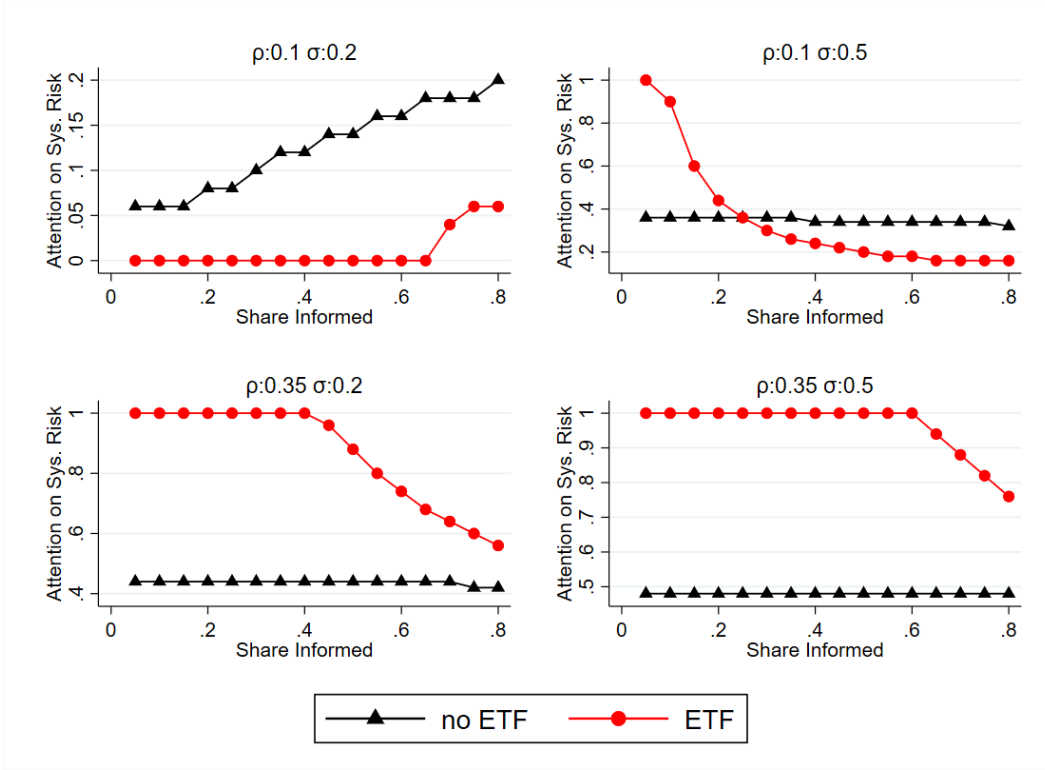 ρ:0.1 σ:0.2
Attention on Sys. Risk
.2
.15
.1
.05
0
0 .2 .4 .6 .8
Share Informed
ρ:0.1 σ:0.5
Attention on Sys. Risk
1
.8
.6
.4
.2
0 .2 .4 .6 .8
Share Informed
ρ:0.35 σ:0.2
Attention on Sys. Risk
1
.8
.6
.4
0 .2 .4 .6 .8
Share Informed
ρ:0.35 σ:0.5
Attention on Sys. Risk
1
.9
.8
.7
.6
.5
0 .2 .4 .6 .8
Share Informed
no ETF ETF